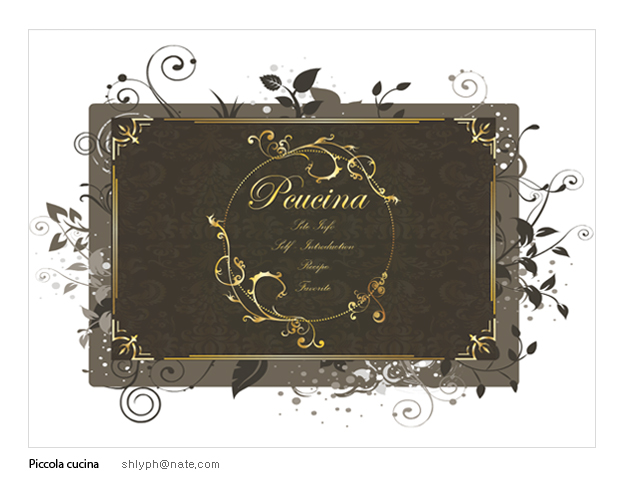 Pcucina
Site Info
Self - Introduction
Recipe
Favorite
Piccola cucina shlyph@nate.com